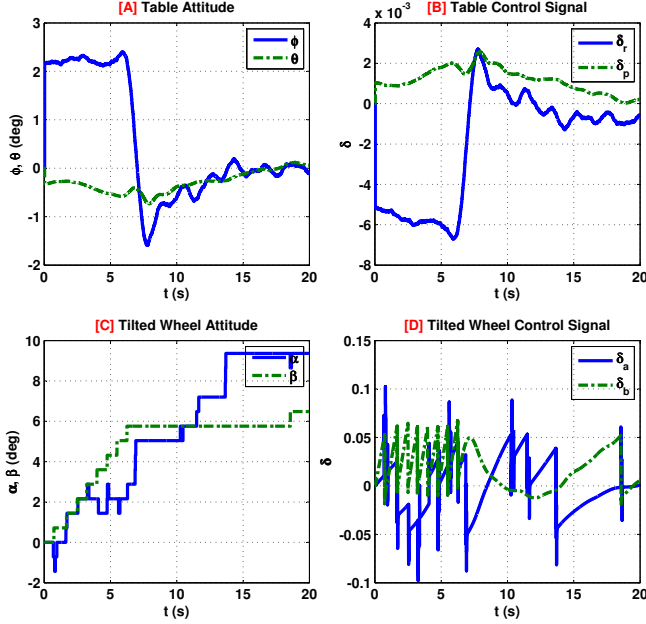 [A] Table Attitude
3
2
1
0
-1
-2
ϕ, θ (deg)
ϕ
θ
0 5 10 15 20
t (s)
[B] Table Control Signal
x 10⁻³
4
2
0
-2
-4
-6
-8
δ
δr
δp
0 5 10 15 20
t (s)
[C] Tilted Wheel Attitude
10
8
6
4
2
0
-2
α, β (deg)
α
β
0 5 10 15 20
t (s)
[D] Tilted Wheel Control Signal
0.15
0.1
0.05
0
-0.05
-0.1
δ
δa
δb
0 5 10 15 20
t (s)